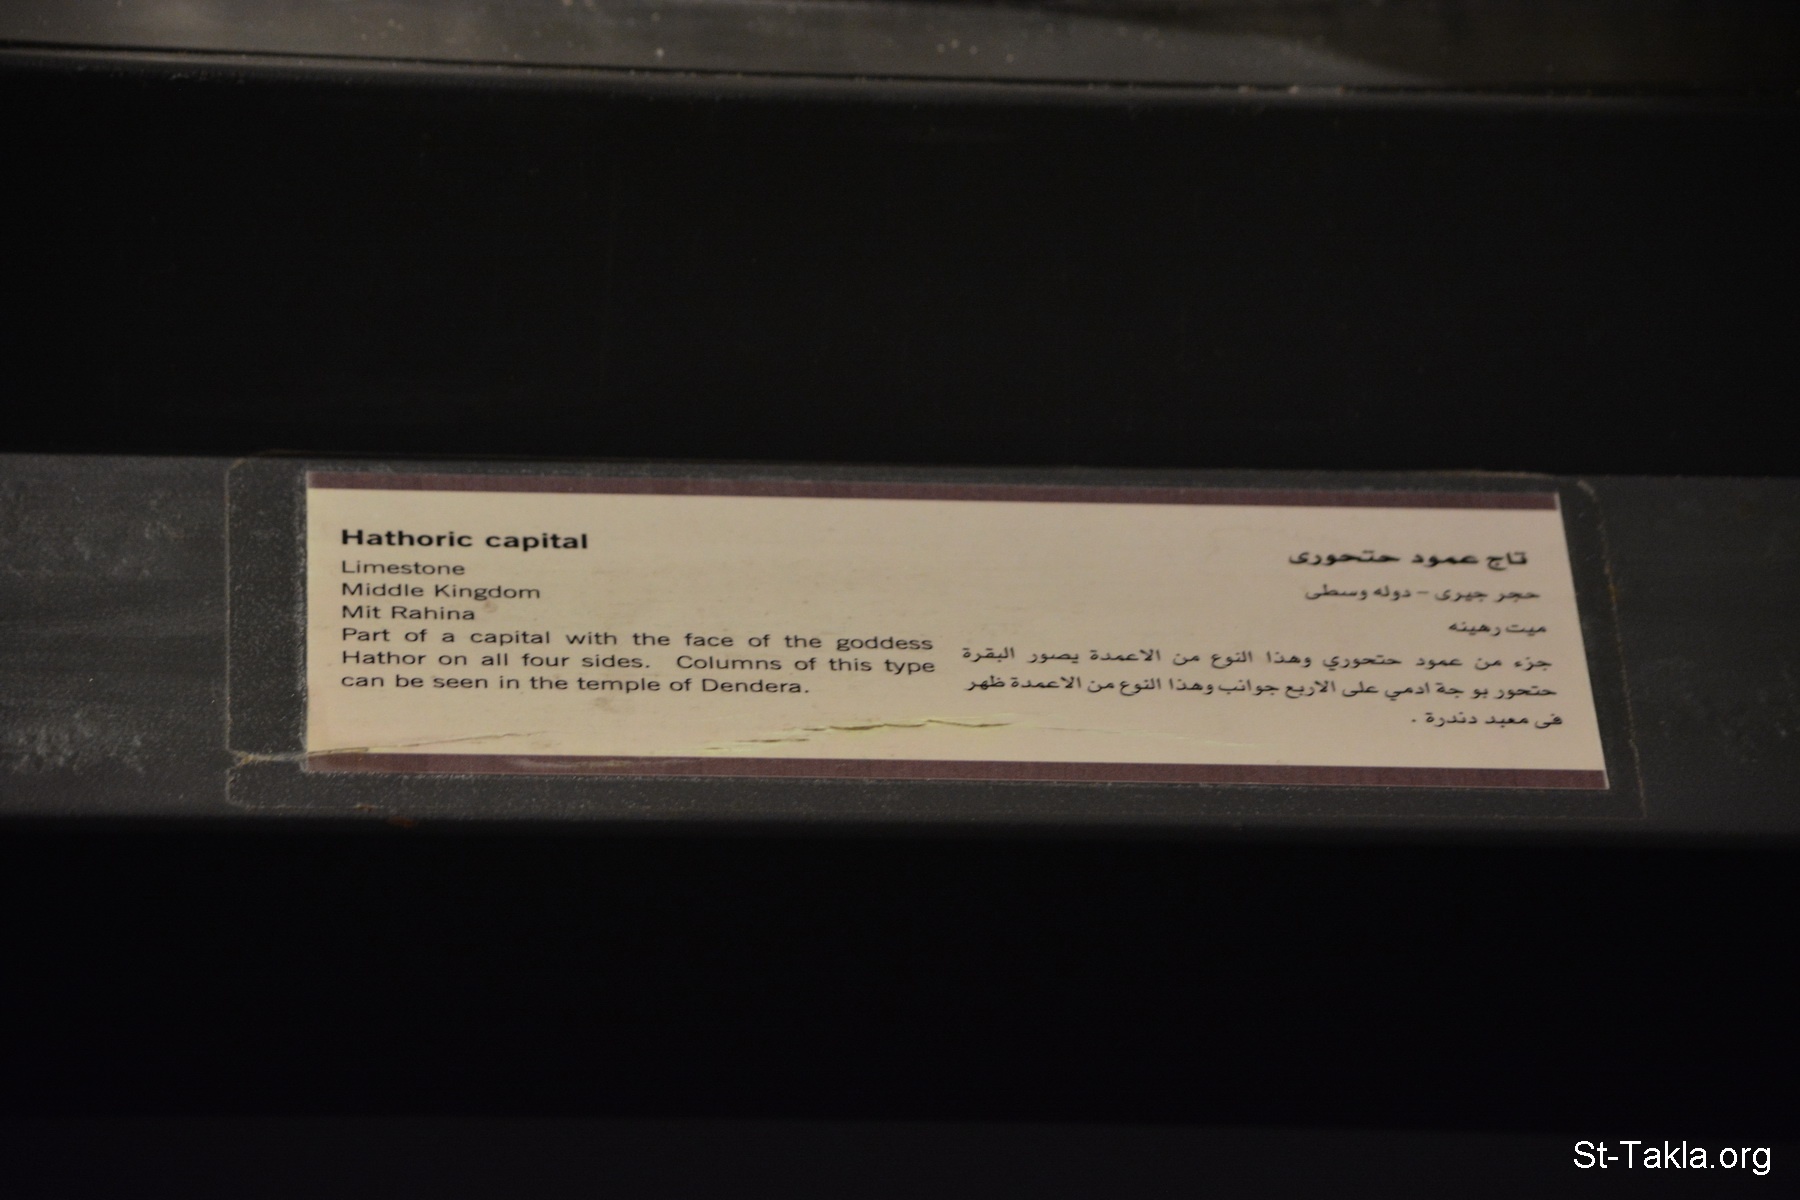 Hathoric capital
Limestone
Middle Kingdom
Mit Rahina
Part of a capital with the face of the goddess
Hathor on all four sides. Columns of this type
can be seen in the temple of Dendera.
تاج عمود حتحورى
حجر جيرى - دوله وسطى
ميت رهينه
جزء من عمود حتحوري وهذا النوع من الاعمدة يصور البقرة
حتحور بو جة ادمي على الاربع جوانب وهذا النوع من الاعمدة ظهر
فى معبد دندرة .
St-Takla.org